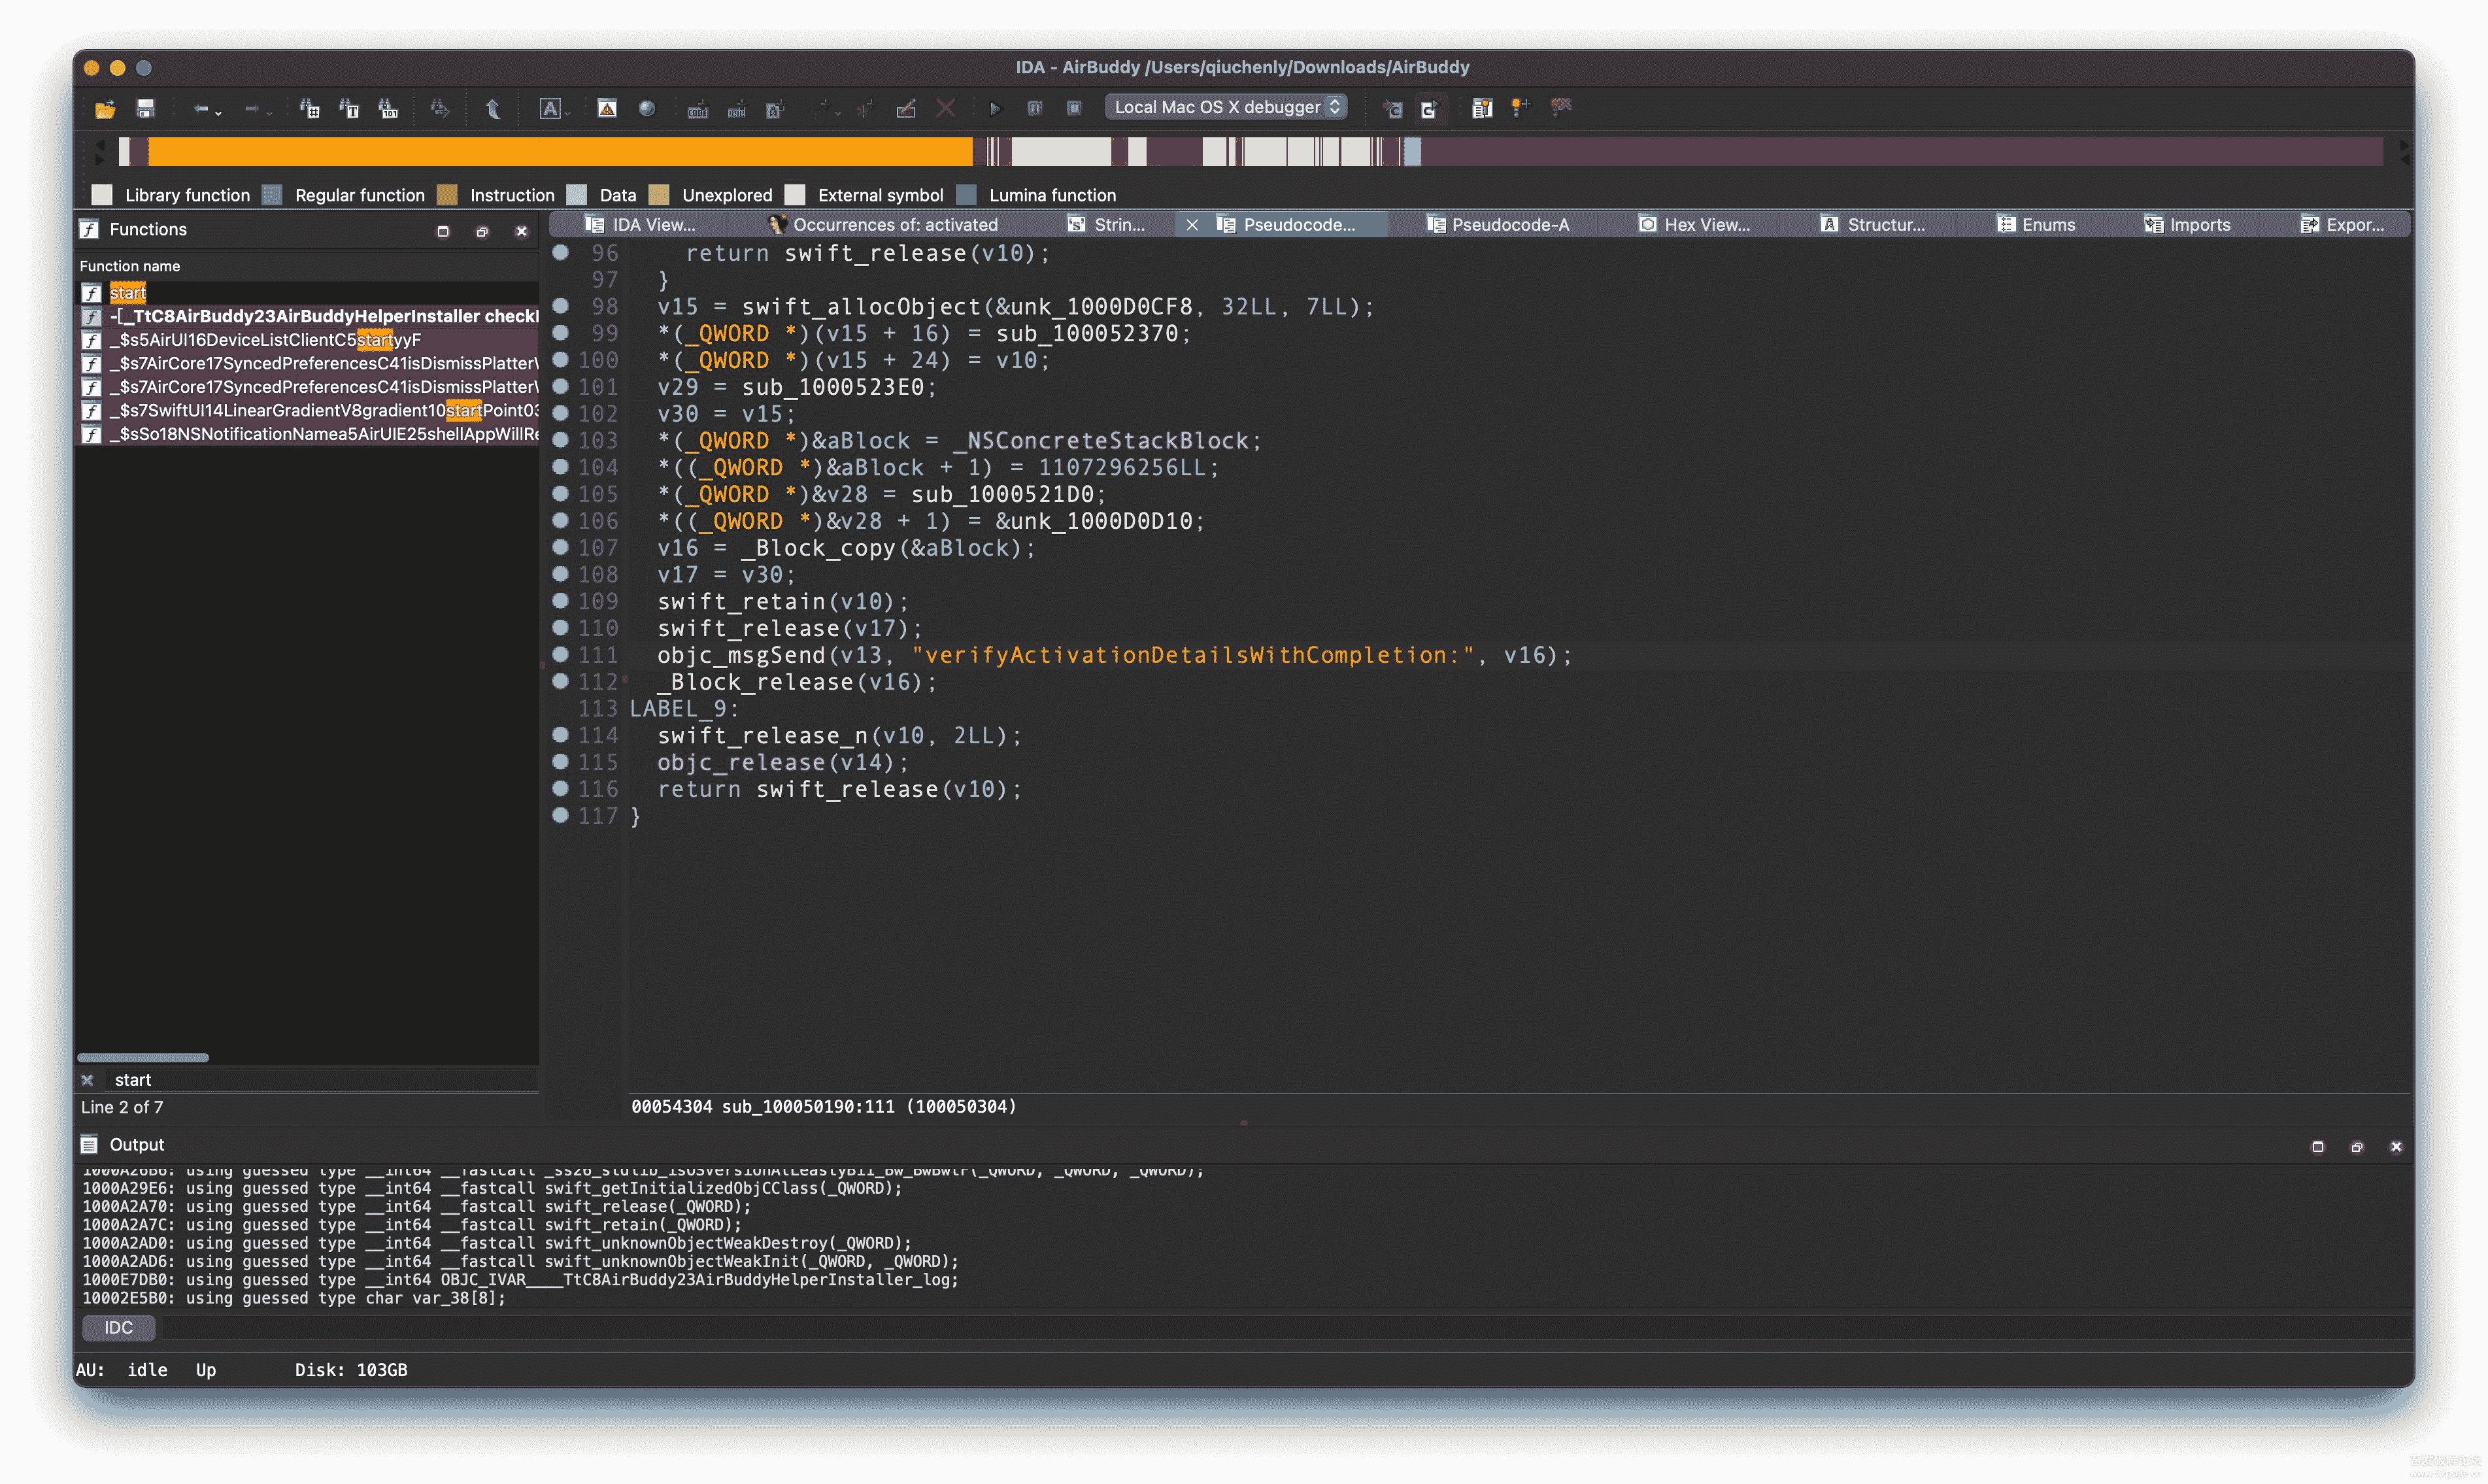 IDA - AirBuddy /Users/qiuchenly/Downloads/AirBuddy
Local Mac OS X debugger
Library function Regular function Instruction Data Unexplored External symbol Lumina function
Functions
IDA View... Occurrences of: activated Strin... Pseudocode... Pseudocode-A Hex View... Structur... Enums Imports Expor...
Function name
start
-[_TtC8AirBuddy23AirBuddyHelperInstaller check
_$s5AirUI16DeviceListClientC5startyyF
_$s7AirCore17SyncedPreferencesC41isDismissPlatter
_$s7AirCore17SyncedPreferencesC41isDismissPlatter
_$s7SwiftUI14LinearGradientV8gradient10startPoint03
_$sSo18NSNotificationNamea5AirUIE25shellAppWillRe
start
Line 2 of 7
96 return swift_release(v10);
97 }
98 v15 = swift_allocObject(&unk_1000D0CF8, 32LL, 7LL);
99 *(_QWORD *)(v15 + 16) = sub_100052370;
100 *(_QWORD *)(v15 + 24) = v10;
101 v29 = sub_1000523E0;
102 v30 = v15;
103 *(_QWORD *)&aBlock = _NSConcreteStackBlock;
104 *((_QWORD *)&aBlock + 1) = 1107296256LL;
105 *(_QWORD *)&v28 = sub_1000521D0;
106 *((_QWORD *)&v28 + 1) = &unk_1000D0D10;
107 v16 = _Block_copy(&aBlock);
108 v17 = v30;
109 swift_retain(v10);
110 swift_release(v17);
111 objc_msgSend(v13, "verifyActivationDetailsWithCompletion:", v16);
112 _Block_release(v16);
113 LABEL_9:
114 swift_release_n(v10, 2LL);
115 objc_release(v14);
116 return swift_release(v10);
117 }
00054304 sub_100050190:111 (100050304)
Output
1000A29E6: using guessed type __int64 __fastcall swift_getInitializedObjCClass(_QWORD);
1000A2A70: using guessed type __int64 __fastcall swift_release(_QWORD);
1000A2A7C: using guessed type __int64 __fastcall swift_retain(_QWORD);
1000A2AD0: using guessed type __int64 __fastcall swift_unknownObjectWeakDestroy(_QWORD);
1000A2AD6: using guessed type __int64 __fastcall swift_unknownObjectWeakInit(_QWORD, _QWORD);
1000E7DB0: using guessed type __int64 OBJC_IVAR____TtC8AirBuddy23AirBuddyHelperInstaller_log;
10002E5B0: using guessed type char var_38[8];
IDC
AU: idle Up Disk: 103GB